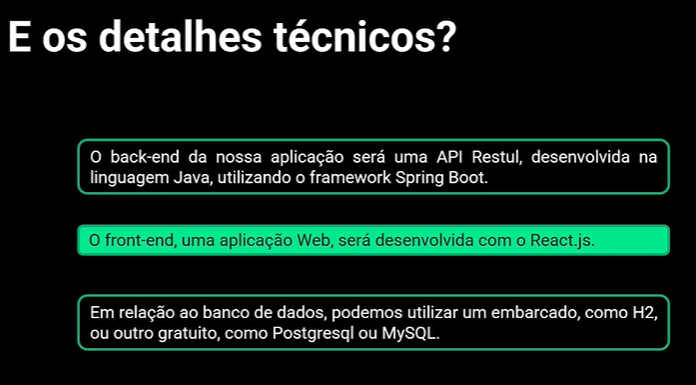 E os detalhes técnicos?
O back-end da nossa aplicação será uma API Restul, desenvolvida na
linguagem Java, utilizando o framework Spring Boot.
O front-end, uma aplicação Web, será desenvolvida com o React.js.
Em relação ao banco de dados, podemos utilizar um embarcado, como H2,
ou outro gratuito, como Postgresql ou MySQL.